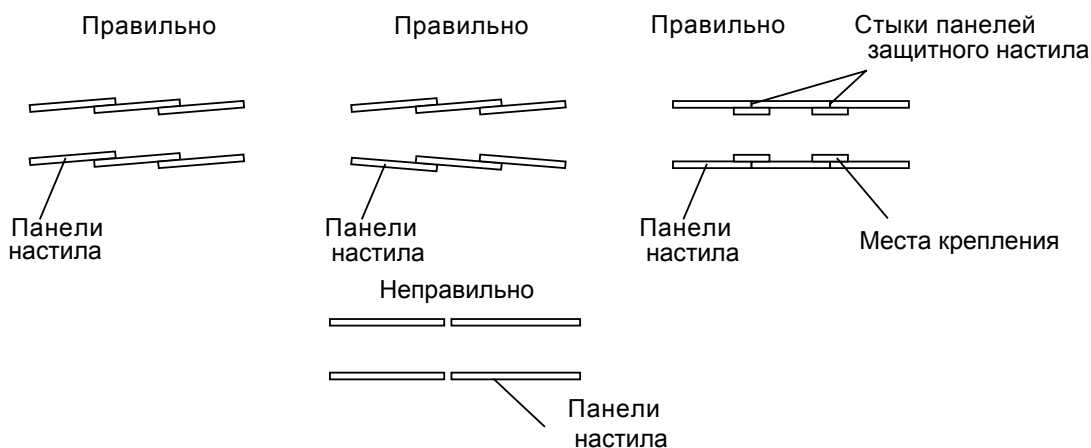 Правильно
Правильно
Правильно
Стыки панелей
защитного настила
Панели
настила
Панели
настила
Панели
настила
Места крепления
Неправильно
Панели
настила